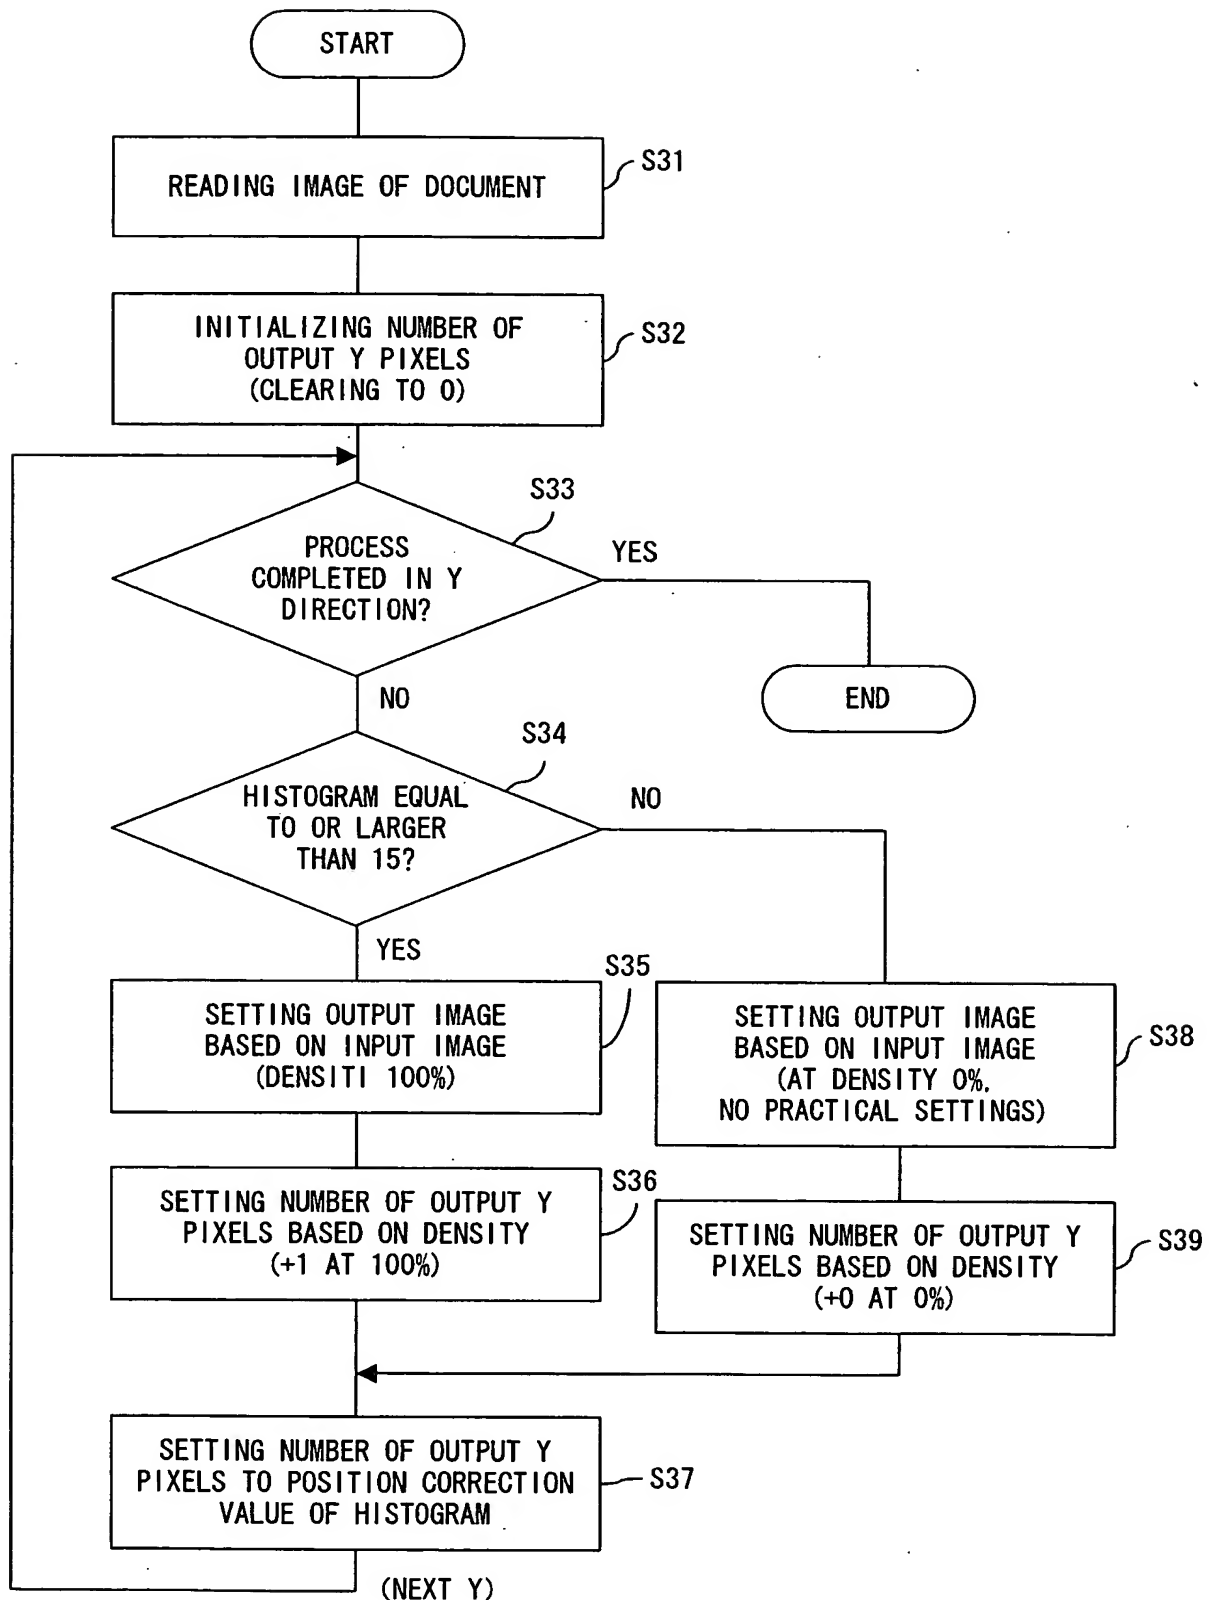 START
READING IMAGE OF DOCUMENT
S31
INITIALIZING NUMBER OF
OUTPUT Y PIXELS
(CLEARING TO 0)
S32
S33
PROCESS
COMPLETED IN Y
DIRECTION?
YES
END
NO
S34
HISTOGRAM EQUAL
TO OR LARGER
THAN 15?
NO
YES
S35
SETTING OUTPUT IMAGE
BASED ON INPUT IMAGE
(DENSITI 100%)
SETTING OUTPUT IMAGE
BASED ON INPUT IMAGE
(AT DENSITY 0%.
NO PRACTICAL SETTINGS)
S38
S36
SETTING NUMBER OF OUTPUT Y
PIXELS BASED ON DENSITY
(+1 AT 100%)
SETTING NUMBER OF OUTPUT Y
PIXELS BASED ON DENSITY
(+0 AT 0%)
S39
SETTING NUMBER OF OUTPUT Y
PIXELS TO POSITION CORRECTION
VALUE OF HISTOGRAM
S37
(NEXT Y)